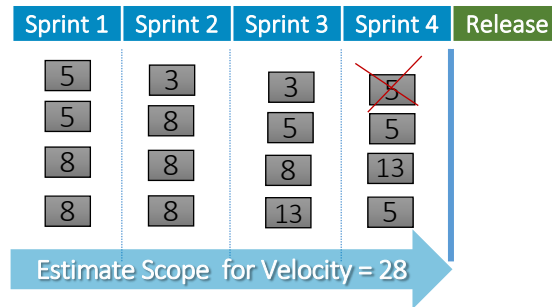 Sprint 1 Sprint 2 Sprint 3 Sprint 4 Release
5 3 3 5
5 8 5 5
8 8 8 13
8 8 13 5
Estimate Scope for Velocity = 28